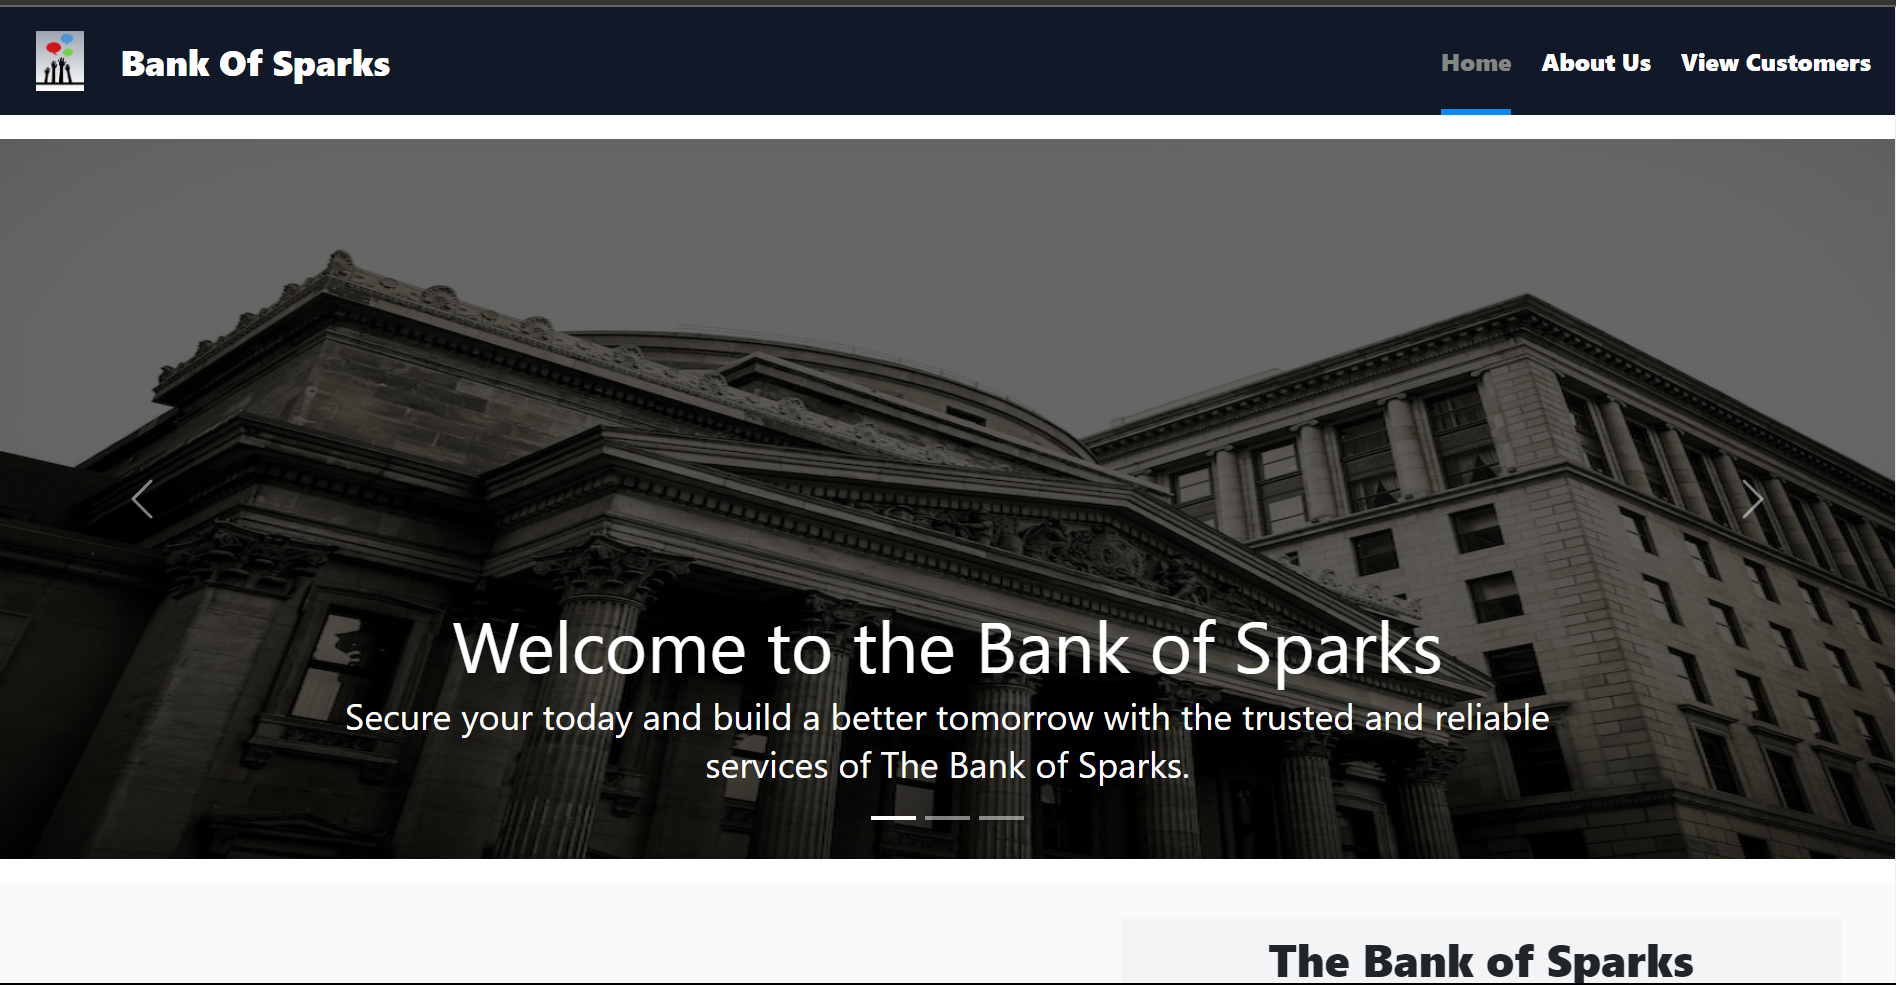 Bank Of Sparks
Home
About Us
View Customers
Welcome to the Bank of Sparks
Secure your today and build a better tomorrow with the trusted and reliable
services of The Bank of Sparks.
The Bank of Sparks